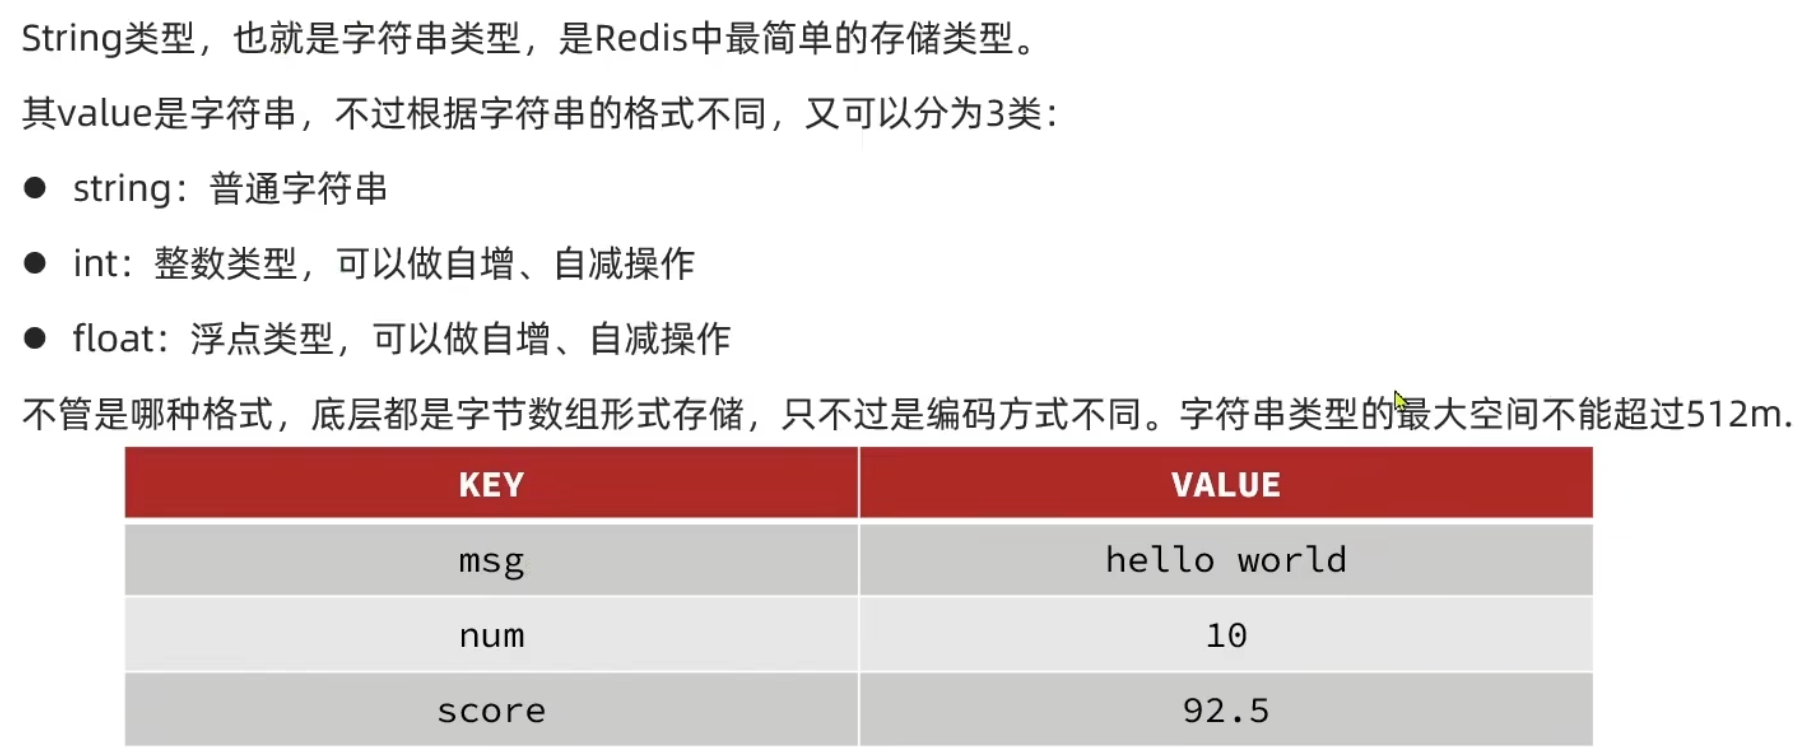 String类型，也就是字符串类型，是Redis中最简单的存储类型。
其value是字符串，不过根据字符串的格式不同，又可以分为3类：
● string：普通字符串
● int：整数类型，可以做自增、自减操作
● float：浮点类型，可以做自增、自减操作
不管是哪种格式，底层都是字节数组形式存储，只不过是编码方式不同。字符串类型的最大空间不能超过512m.
KEY VALUE
msg hello world
num 10
score 92.5